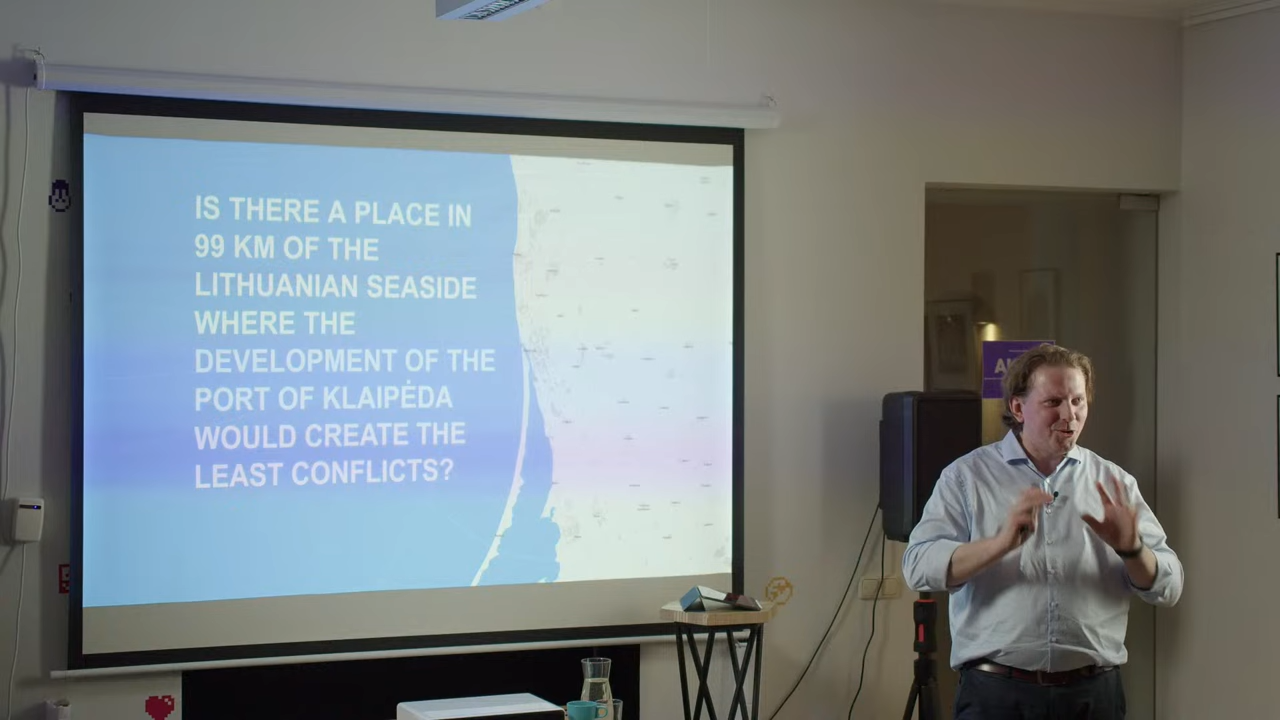 IS THERE A PLACE IN
99 KM OF THE
LITHUANIAN SEASIDE
WHERE THE
DEVELOPMENT OF THE
PORT OF KLAIPĖDA
WOULD CREATE THE
LEAST CONFLICTS?